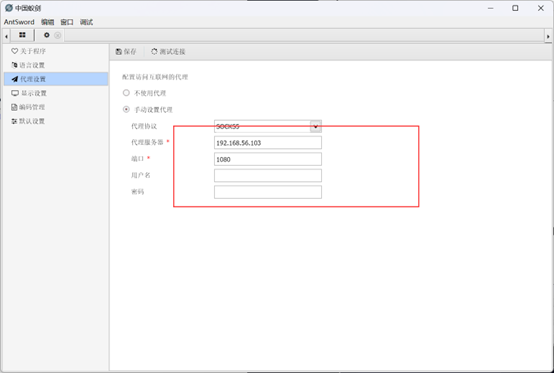 中国蚁剑
AntSword 编辑 窗口 调试
关于程序
语言设置
代理设置
显示设置
编码管理
默认设置
保存 测试连接
配置访问互联网的代理
不使用代理
手动设置代理
代理协议 SOCKS5
代理服务器 * 192.168.56.103
端口 * 1080
用户名
密码